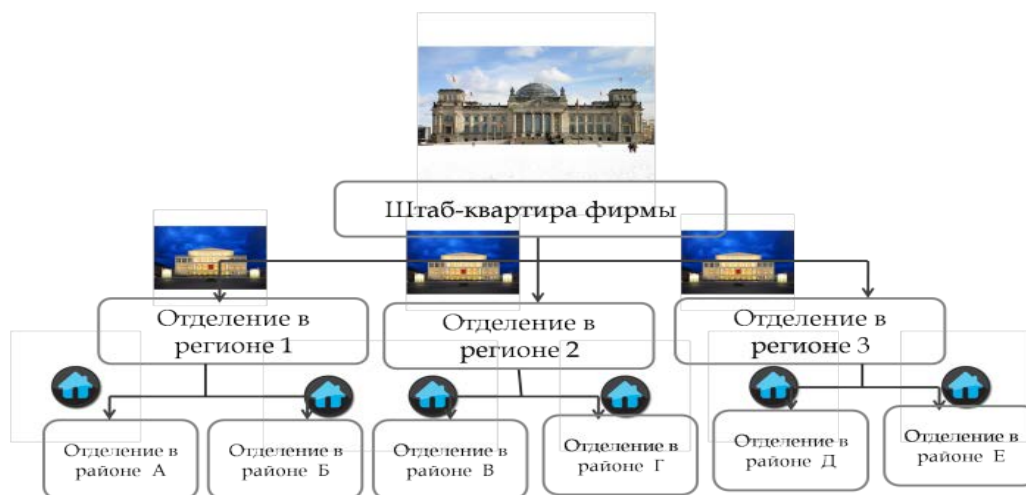 Штаб-квартира фирмы
Отделение в
регионе 1
Отделение в
регионе 2
Отделение в
регионе 3
Отделение в
районе А
Отделение в
районе Б
Отделение в
районе В
Отделение в
районе Г
Отделение в
районе Д
Отделение в
районе Е